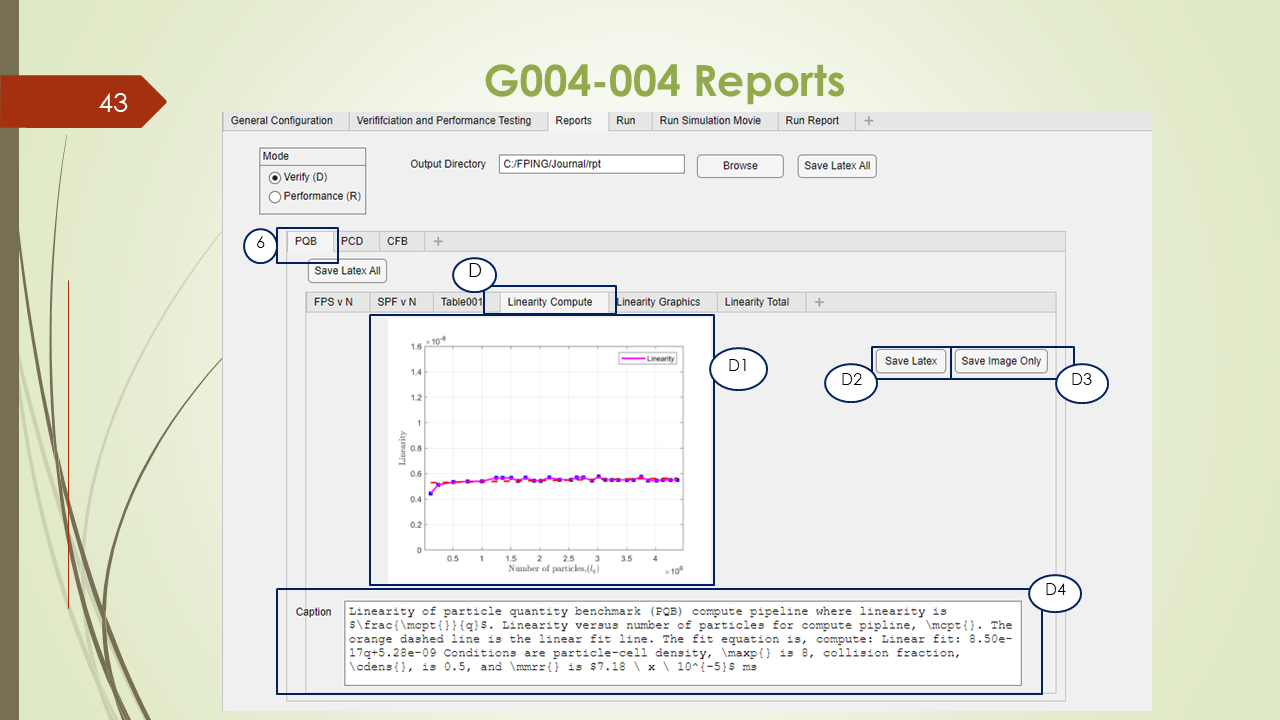 G004-004 Reports
43
General Configuration Verififciation and Performance Testing Reports Run Run Simulation Movie Run Report +
Mode
Verify (D)
Performance (R)
Output Directory C:/FPING/Journal/rpt Browse Save Latex All
6 PQB PCD CFB +
Save Latex All
D
FPS v N SPF v N Table001 Linearity Compute Linearity Graphics Linearity Total +
×10⁻⁸
1.6
1.4
1.2
1
0.8
0.6
0.4
0.2
0
Linearity
Linearity
0.5 1 1.5 2 2.5 3 3.5 4
Number of particles,(lq) ×10⁶
D1
D2 Save Latex Save Image Only D3
D4
Caption
Linearity of particle quantity benchmark (PQB) compute pipeline where linearity is
$\frac{\mcpt{}}{q}$. Linearity versus number of particles for compute pipline, \mcpt{}. The
orange dashed line is the linear fit line. The fit equation is, compute: Linear fit: 8.50e-
17q+5.28e-09 Conditions are particle-cell density, \maxp{} is 8, collision fraction,
\cdens{}, is 0.5, and \mmrr{} is $7.18 \ x \ 10^{-5}$ ms